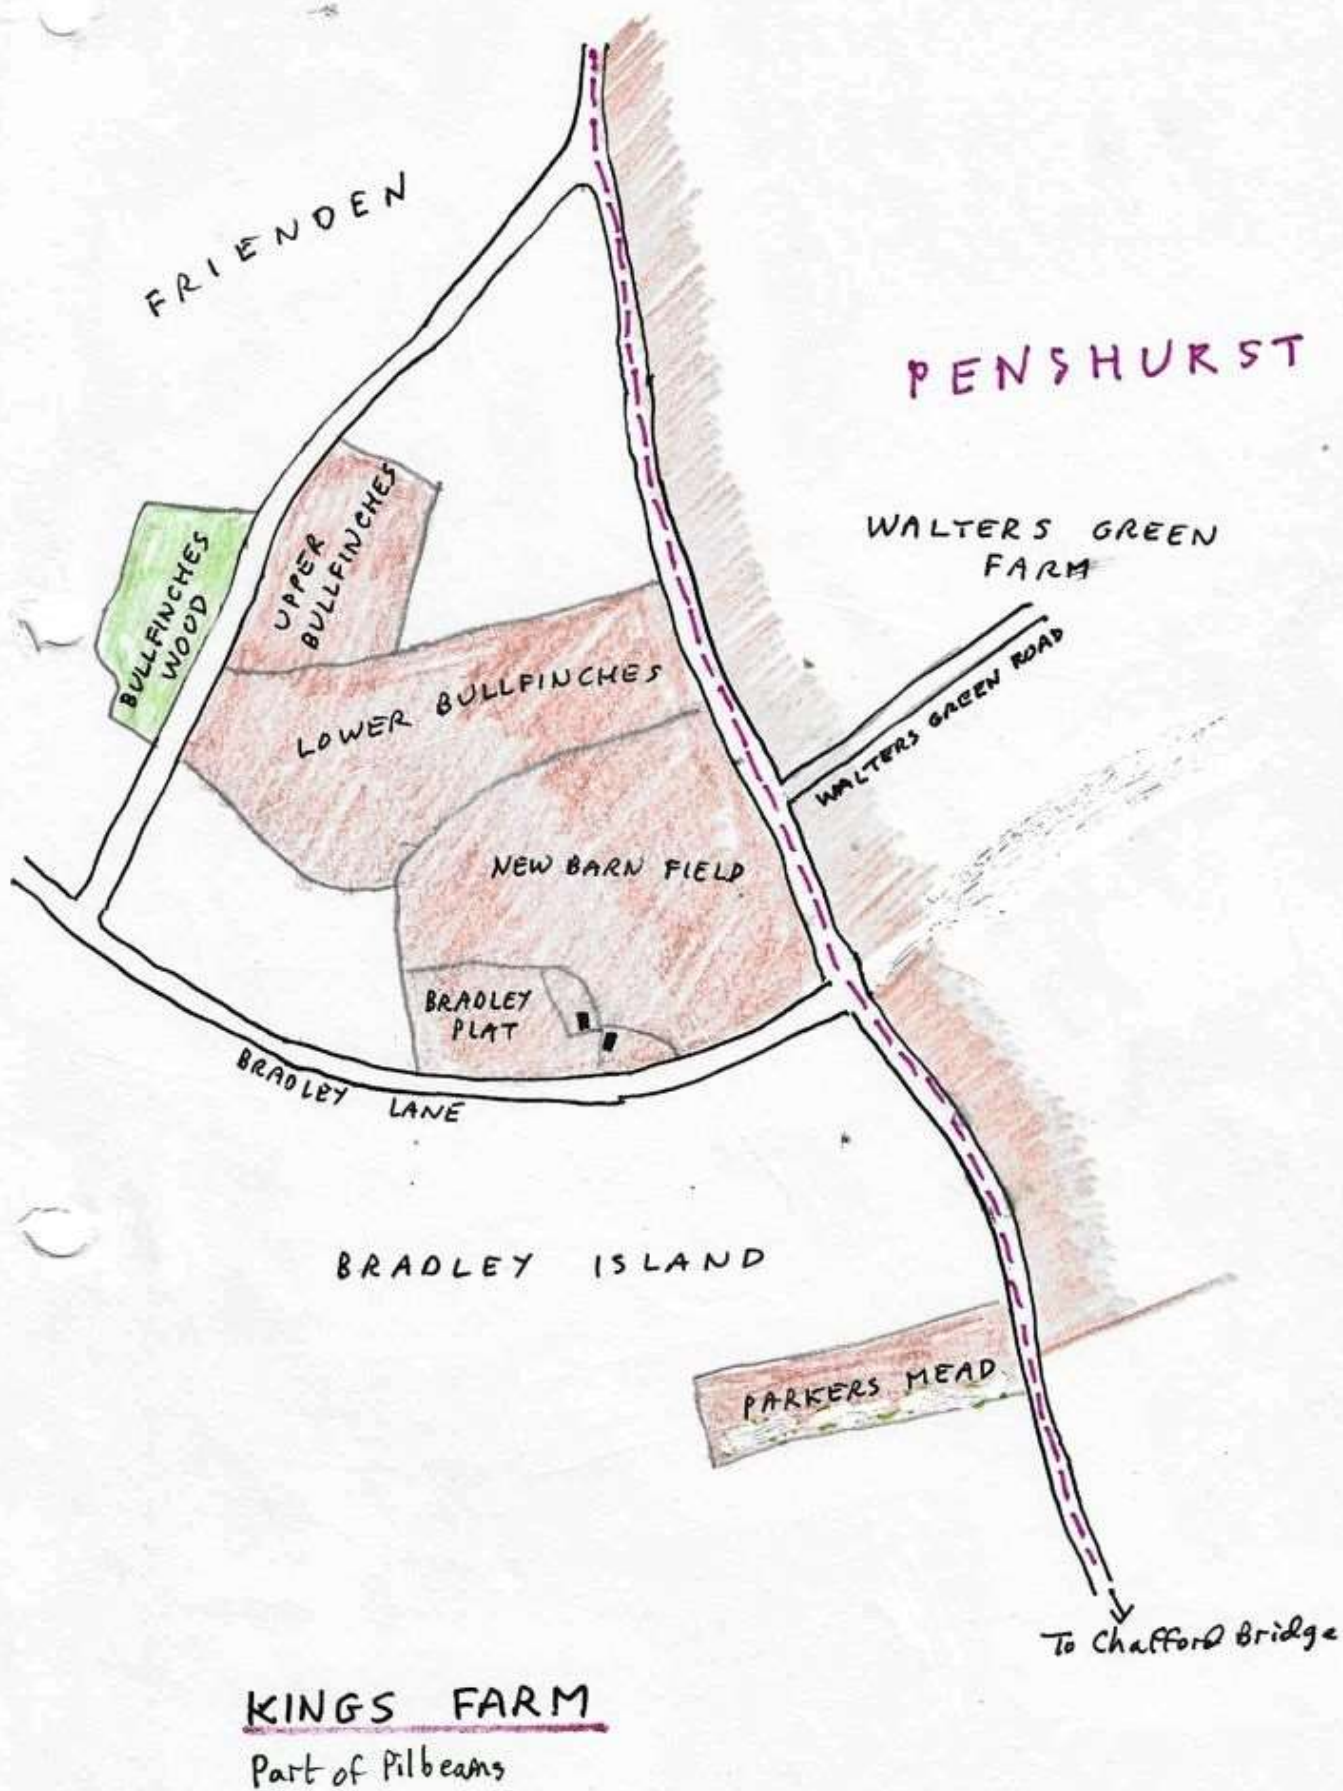 FRIENDEN
PENSHURST
WALTERS GREEN
FARM
BULLFINCHES
WOOD
UPPER
BULLFINCHES
WALTERS GREEN ROAD
LOWER BULLFINCHES
NEW BARN FIELD
BRADLEY
PLAT
BRADLEY LANE
BRADLEY ISLAND
PARKERS MEAD
To Chafford Bridge
KINGS FARM
Part of Pilbeams